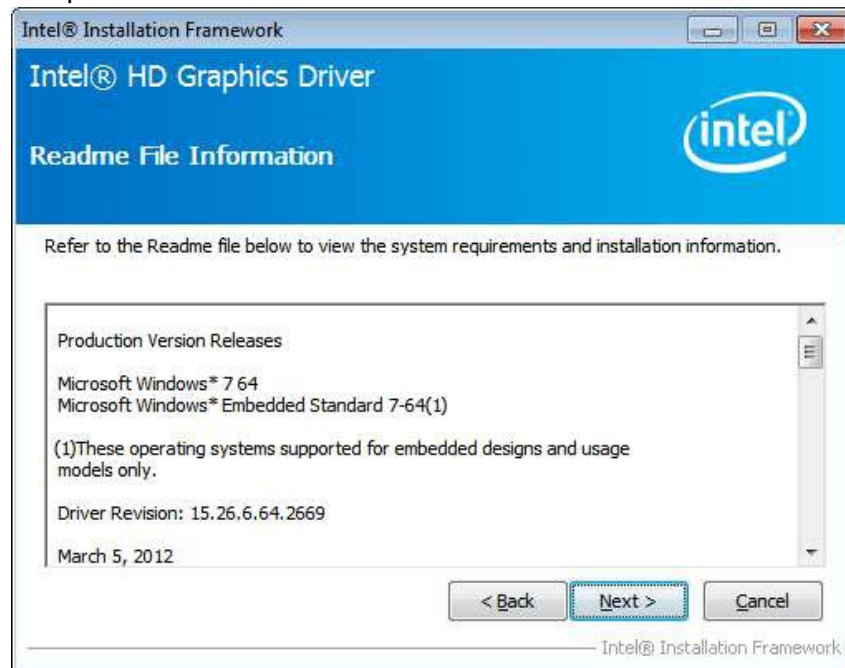 Intel® Installation Framework
Intel® HD Graphics Driver
intel®
Readme File Information
Refer to the Readme file below to view the system requirements and installation information.
Production Version Releases
Microsoft Windows* 7 64
Microsoft Windows* Embedded Standard 7-64(1)
(1)These operating systems supported for embedded designs and usage
models only.
Driver Revision: 15.26.6.64.2669
March 5, 2012
< Back Next > Cancel
Intel® Installation Framework